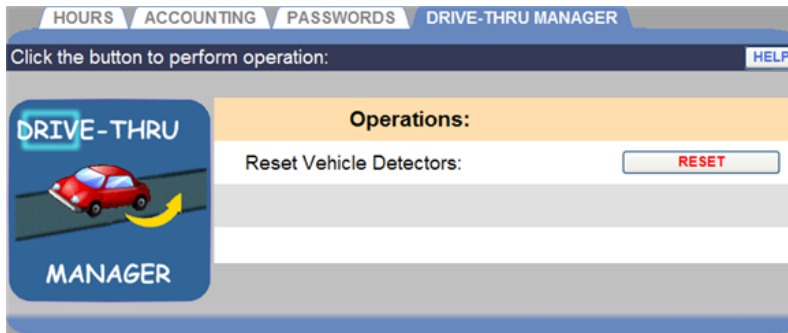 HOURS ACCOUNTING PASSWORDS DRIVE-THRU MANAGER
Click the button to perform operation: HELP
DRIVE-THRU
MANAGER
Operations:
Reset Vehicle Detectors: RESET